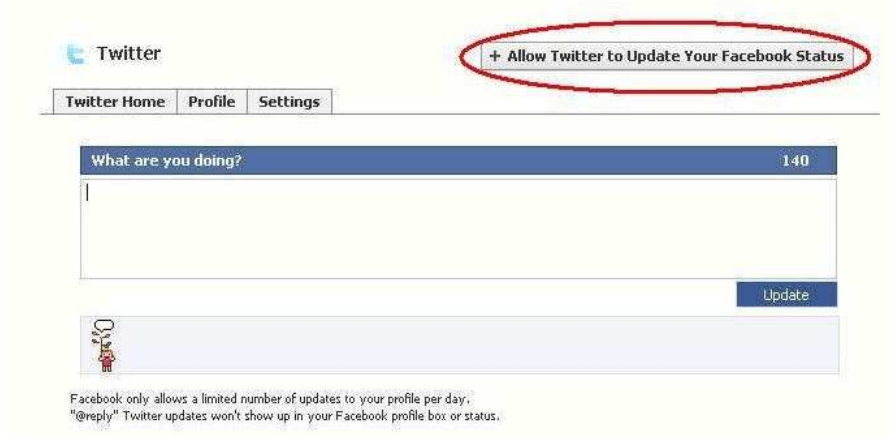 Twitter
+ Allow Twitter to Update Your Facebook Status
Twitter Home Profile Settings
What are you doing? 140
Update
Facebook only allows a limited number of updates to your profile per day.
"@reply" Twitter updates won't show up in your Facebook profile box or status.